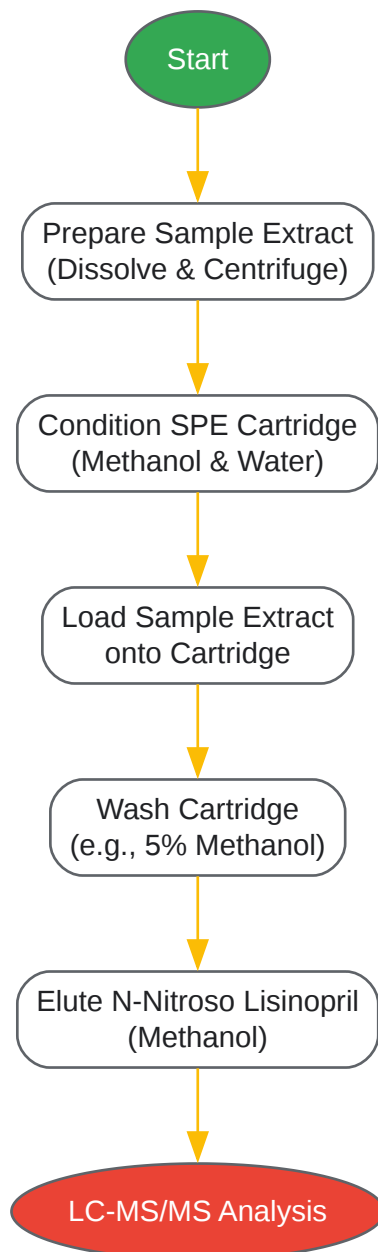 Start
Prepare Sample Extract
(Dissolve & Centrifuge)
Condition SPE Cartridge
(Methanol & Water)
Load Sample Extract
onto Cartridge
Wash Cartridge
(e.g., 5% Methanol)
Elute N-Nitroso Lisinopril
(Methanol)
LC-MS/MS Analysis